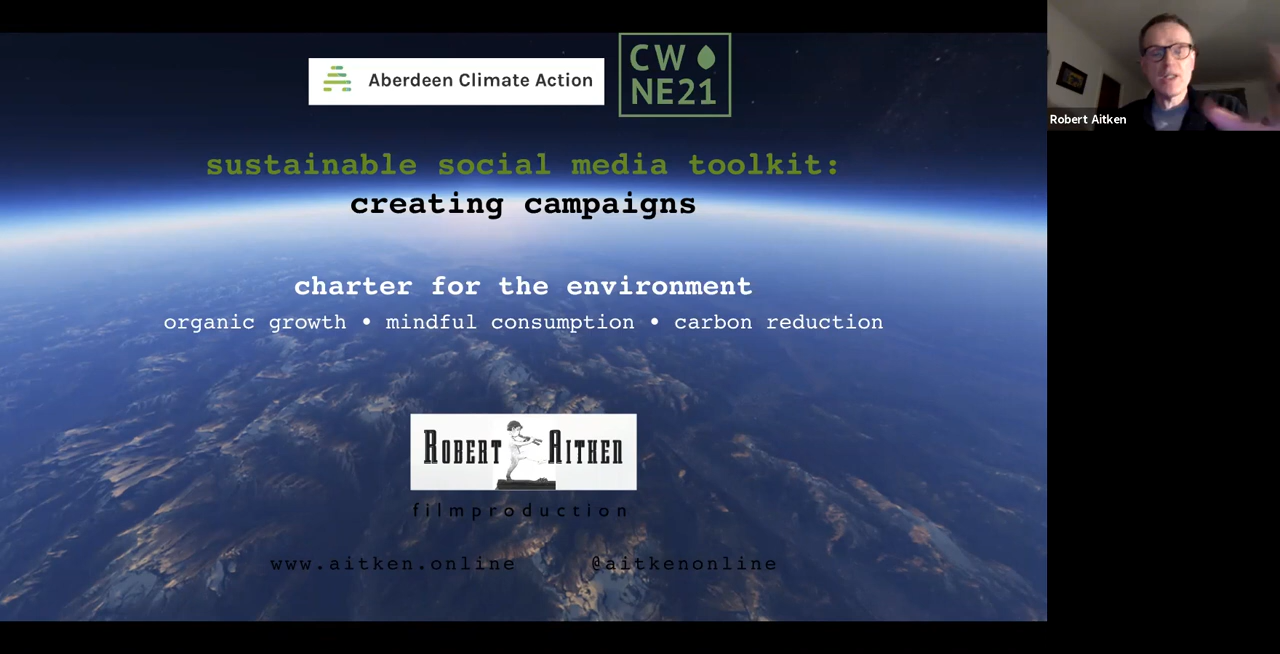 Aberdeen Climate Action
CW
NE21
sustainable social media toolkit:
creating campaigns
charter for the environment
organic growth • mindful consumption • carbon reduction
ROBERT AITKEN
filmproduction
www.aitken.online @aitkenonline
Robert Aitken